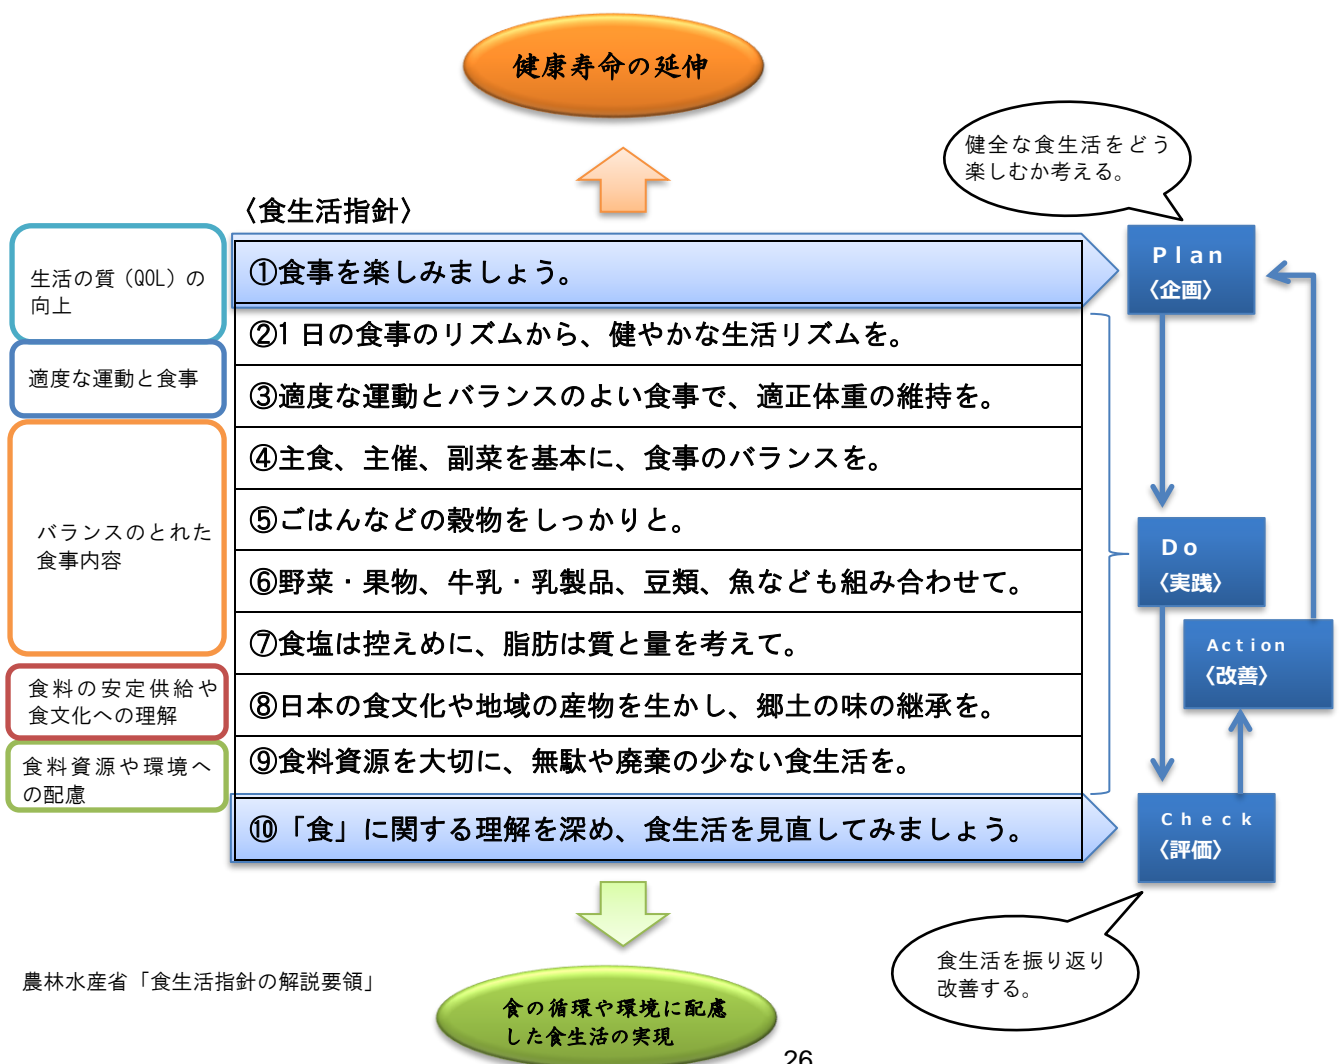 健康寿命の延伸
健全な食生活をどう
楽しむか考える。
〈食生活指針〉
生活の質（QOL）の
向上
適度な運動と食事
バランスのとれた
食事内容
食料の安定供給や
食文化への理解
食料資源や環境へ
の配慮
①食事を楽しみましょう。
②1 日の食事のリズムから、健やかな生活リズムを。
③適度な運動とバランスのよい食事で、適正体重の維持を。
④主食、主催、副菜を基本に、食事のバランスを。
⑤ごはんなどの穀物をしっかりと。
⑥野菜・果物、牛乳・乳製品、豆類、魚なども組み合わせて。
⑦食塩は控えめに、脂肪は質と量を考えて。
⑧日本の食文化や地域の産物を生かし、郷土の味の継承を。
⑨食料資源を大切に、無駄や廃棄の少ない食生活を。
⑩「食」に関する理解を深め、食生活を見直してみましょう。
Plan
〈企画〉
Do
〈実践〉
Action
〈改善〉
Check
〈評価〉
食生活を振り返り
改善する。
農林水産省「食生活指針の解説要領」
食の循環や環境に配慮
した食生活の実現
26